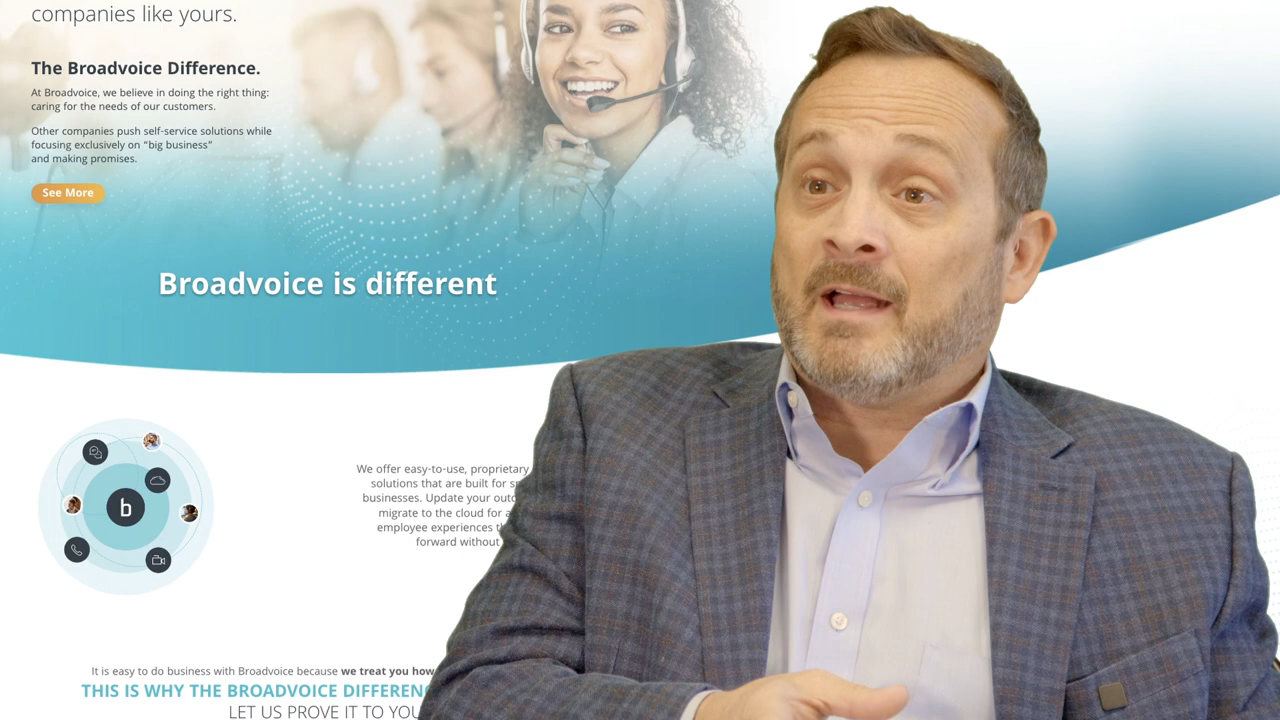 companies like yours.
The Broadvoice Difference.
At Broadvoice, we believe in doing the right thing:
caring for the needs of our customers.
Other companies push self-service solutions while
focusing exclusively on “big business”
and making promises.
See More
Broadvoice is different
b
We offer easy-to-use, proprietary
solutions that are built for
businesses. Update your
migrate to the cloud for
employee experiences
forward without
It is easy to do business with Broadvoice because we treat you how
THIS IS WHY THE BROADVOICE
LET US PROVE IT TO YOU